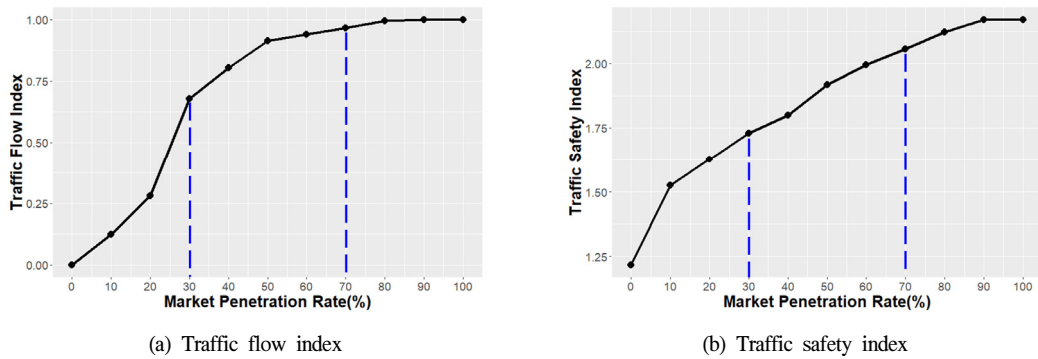 Traffic Flow Index
1.00
0.75
0.50
0.25
0.00
0 10 20 30 40 50 60 70 80 90 100
Market Penetration Rate(%)
(a) Traffic flow index
Traffic Safety Index
2.00
1.75
1.50
1.25
0 10 20 30 40 50 60 70 80 90 100
Market Penetration Rate(%)
(b) Traffic safety index